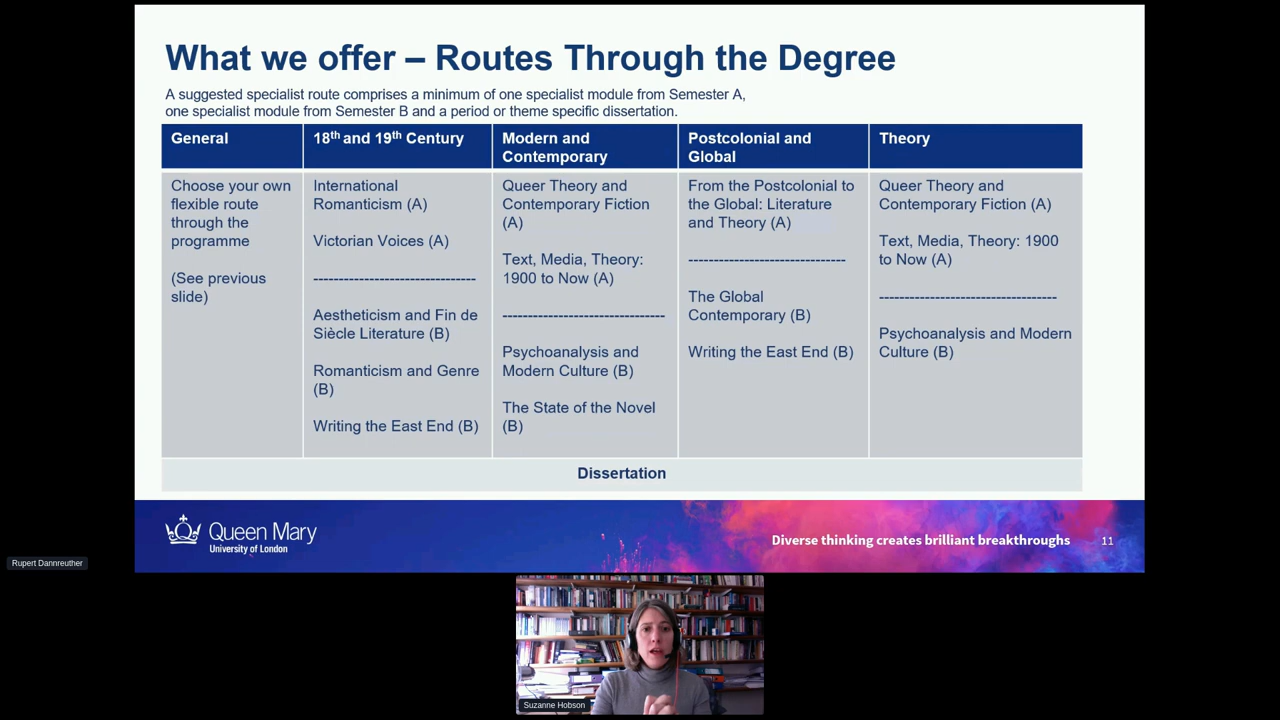 What we offer – Routes Through the Degree
A suggested specialist route comprises a minimum of one specialist module from Semester A,
one specialist module from Semester B and a period or theme specific dissertation.
General
18th and 19th Century
Modern and
Contemporary
Postcolonial and
Global
Theory
Choose your own
flexible route
through the
programme
(See previous
slide)
International
Romanticism (A)
Victorian Voices (A)
--------------------------------
Aestheticism and Fin de
Siècle Literature (B)
Romanticism and Genre
(B)
Writing the East End (B)
Queer Theory and
Contemporary Fiction
(A)
Text, Media, Theory:
1900 to Now (A)
--------------------------------
Psychoanalysis and
Modern Culture (B)
The State of the Novel
(B)
From the Postcolonial to
the Global: Literature
and Theory (A)
-------------------------------
The Global
Contemporary (B)
Writing the East End (B)
Queer Theory and
Contemporary Fiction (A)
Text, Media, Theory: 1900
to Now (A)
-----------------------------------
Psychoanalysis and Modern
Culture (B)
Dissertation
Queen Mary
University of London
Diverse thinking creates brilliant breakthroughs
11
Rupert Dannreuther
Suzanne Hobson